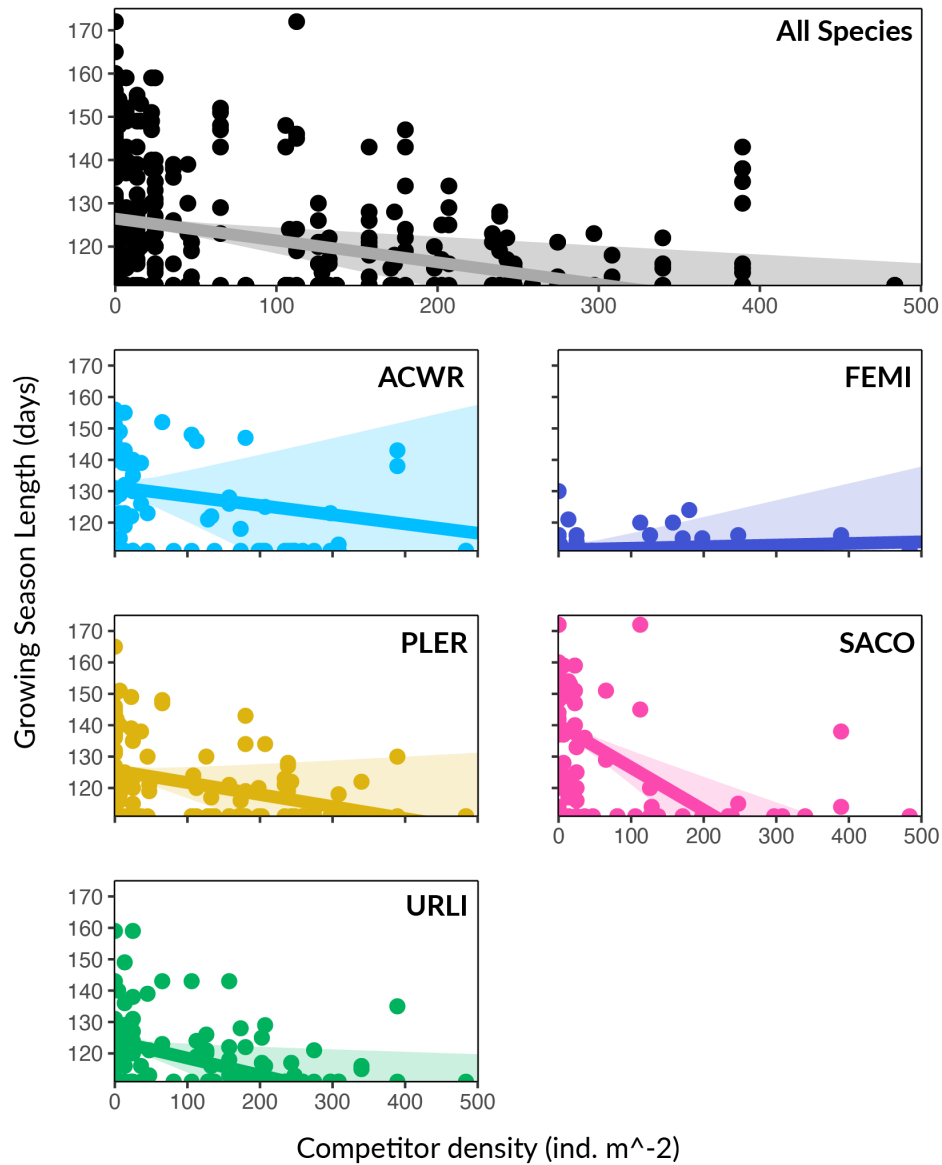 All Species
170
160
150
140
130
120
0 100 200 300 400 500
Growing Season Length (days)
ACWR
170
160
150
140
130
120
FEMI
PLER
170
160
150
140
130
120
SACO
0 100 200 300 400 500
URLI
170
160
150
140
130
120
0 100 200 300 400 500
Competitor density (ind. m^-2)